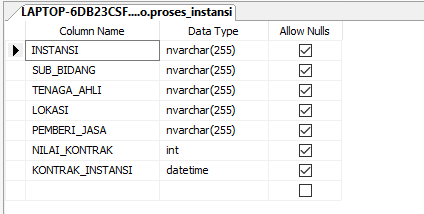 LAPTOP-6DB23CSF....o.proses_instansi
Column Name Data Type Allow Nulls
INSTANSI nvarchar(255)
SUB_BIDANG nvarchar(255)
TENAGA_AHLI nvarchar(255)
LOKASI nvarchar(255)
PEMBERI_JASA nvarchar(255)
NILAI_KONTRAK int
KONTRAK_INSTANSI datetime